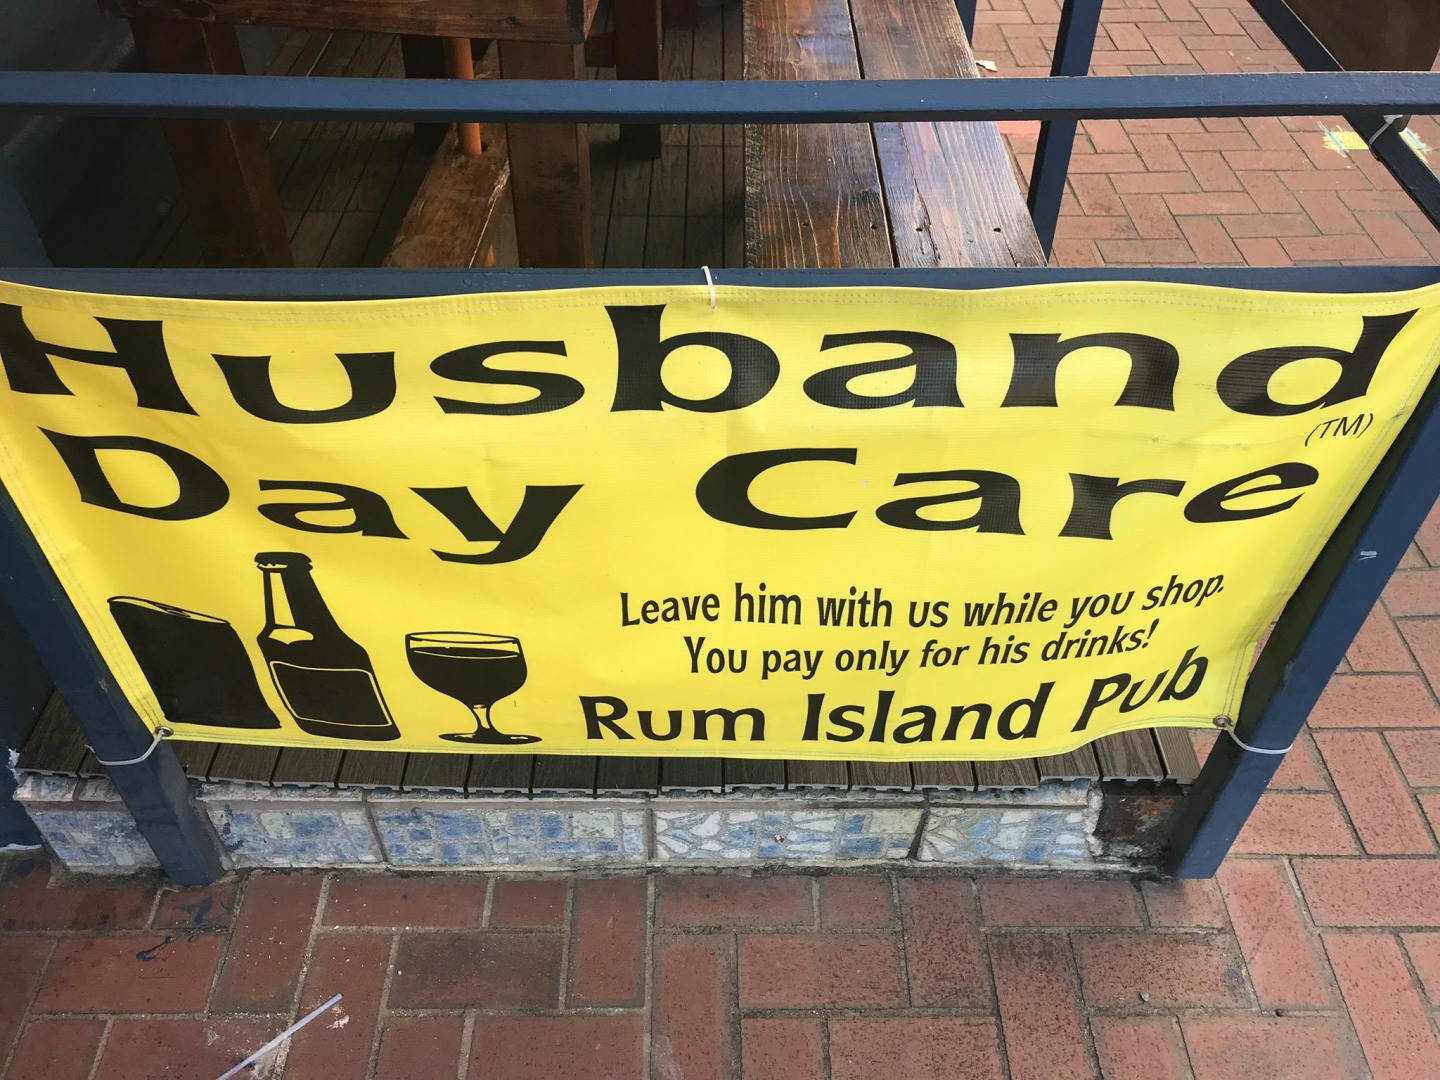 Husband
(TM)
Day Care
Leave him with us while you shop.
You pay only for his drinks!
Rum Island Pub